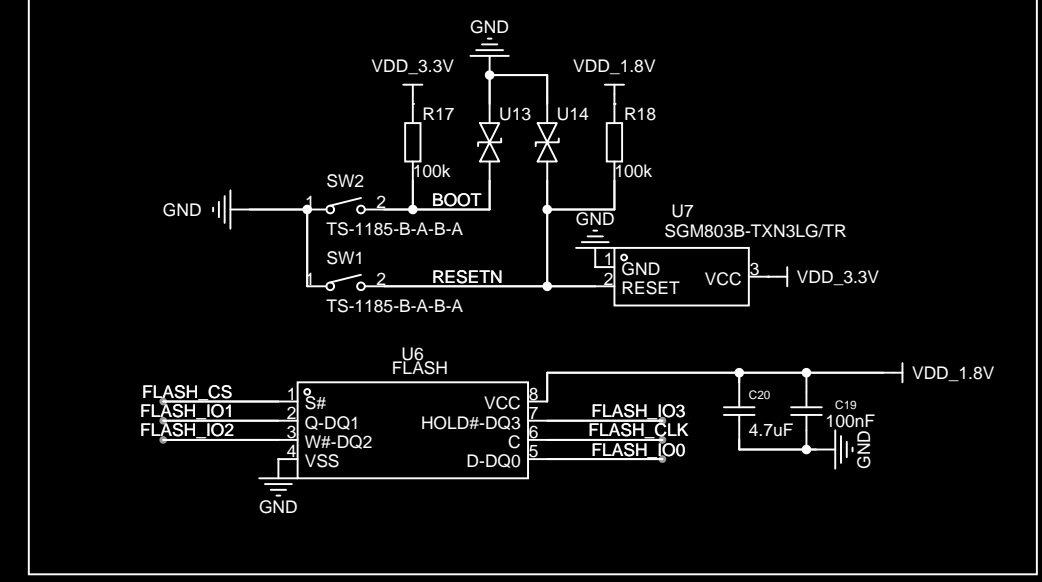 GND
VDD_3.3V
VDD_1.8V
R17
U13
U14
R18
100k
100k
SW2
1
2
BOOT
GND
TS-1185-B-A-B-A
GND
U7
SGM803B-TXN3LG/TR
SW1
1
2
RESETN
TS-1185-B-A-B-A
1
GND
2
RESET
VCC
3
VDD_3.3V
U6
FLASH
VDD_1.8V
FLASH_CS
1
S#
FLASH_IO1
2
Q-DQ1
FLASH_IO2
3
W#-DQ2
4
VSS
GND
VCC
8
HOLD#-DQ3
7
FLASH_IO3
C
6
FLASH_CLK
D-DQ0
5
FLASH_IO0
C20
4.7uF
C19
100nF
GND